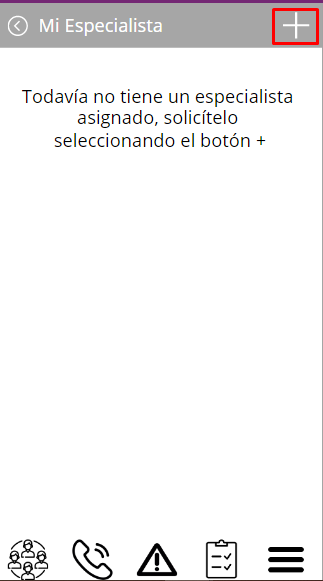 Mi Especialista
Todavía no tiene un especialista
asignado, solicítelo
seleccionando el botón +